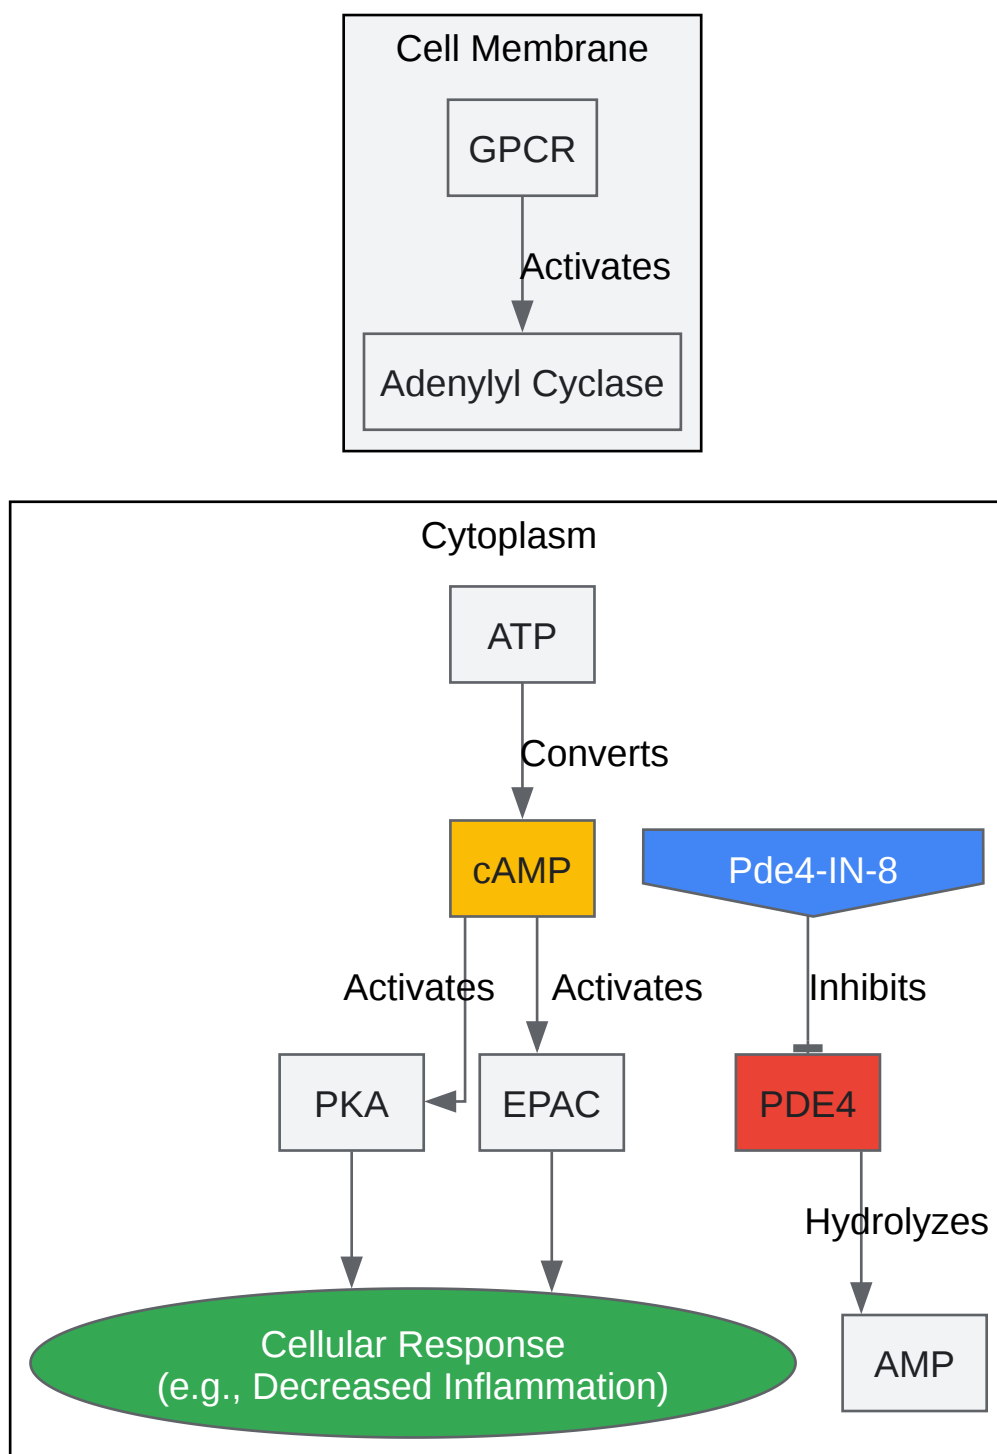 Cell Membrane
GPCR
Activates
Adenylyl Cyclase
Cytoplasm
ATP
Converts
cAMP
Pde4-IN-8
Activates
Activates
Inhibits
PKA
EPAC
PDE4
Hydrolyzes
Cellular Response
(e.g., Decreased Inflammation)
AMP